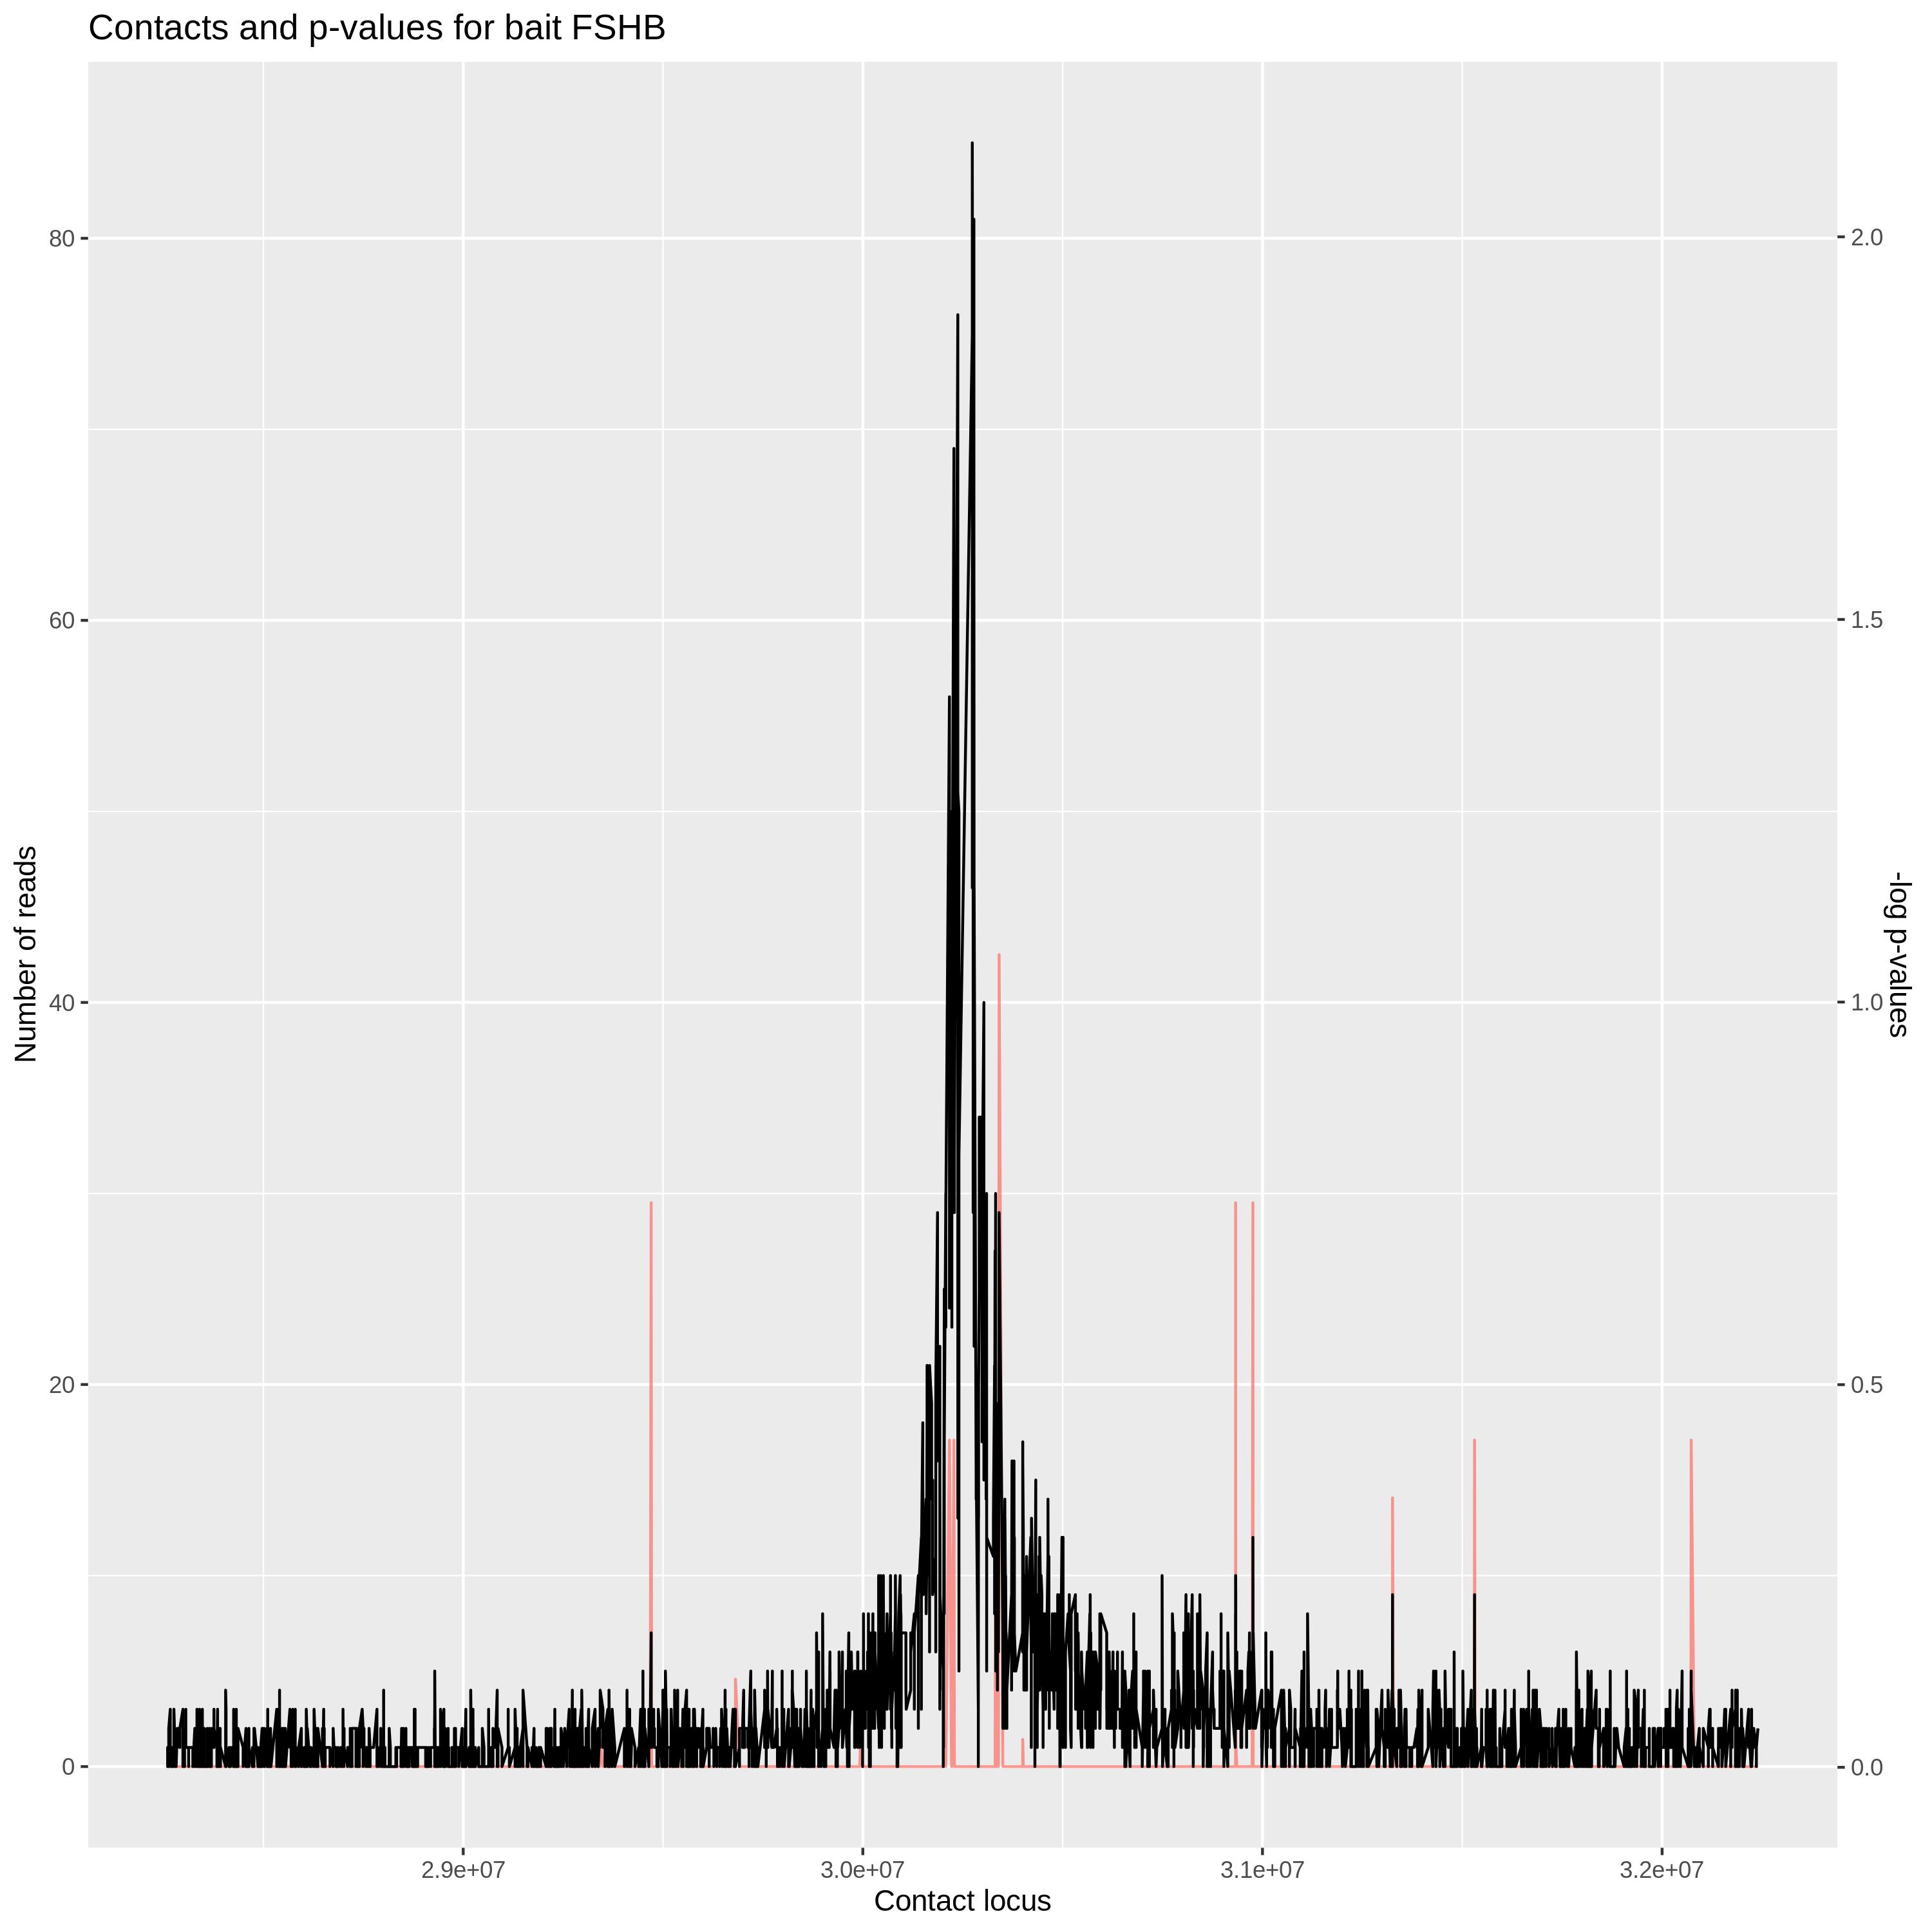 Contacts and p-values for bait FSHB
80
60
40
20
0
Number of reads
2.0
1.5
1.0
0.5
0.0
-log p-values
2.9e+07 3.0e+07 3.1e+07 3.2e+07
Contact locus